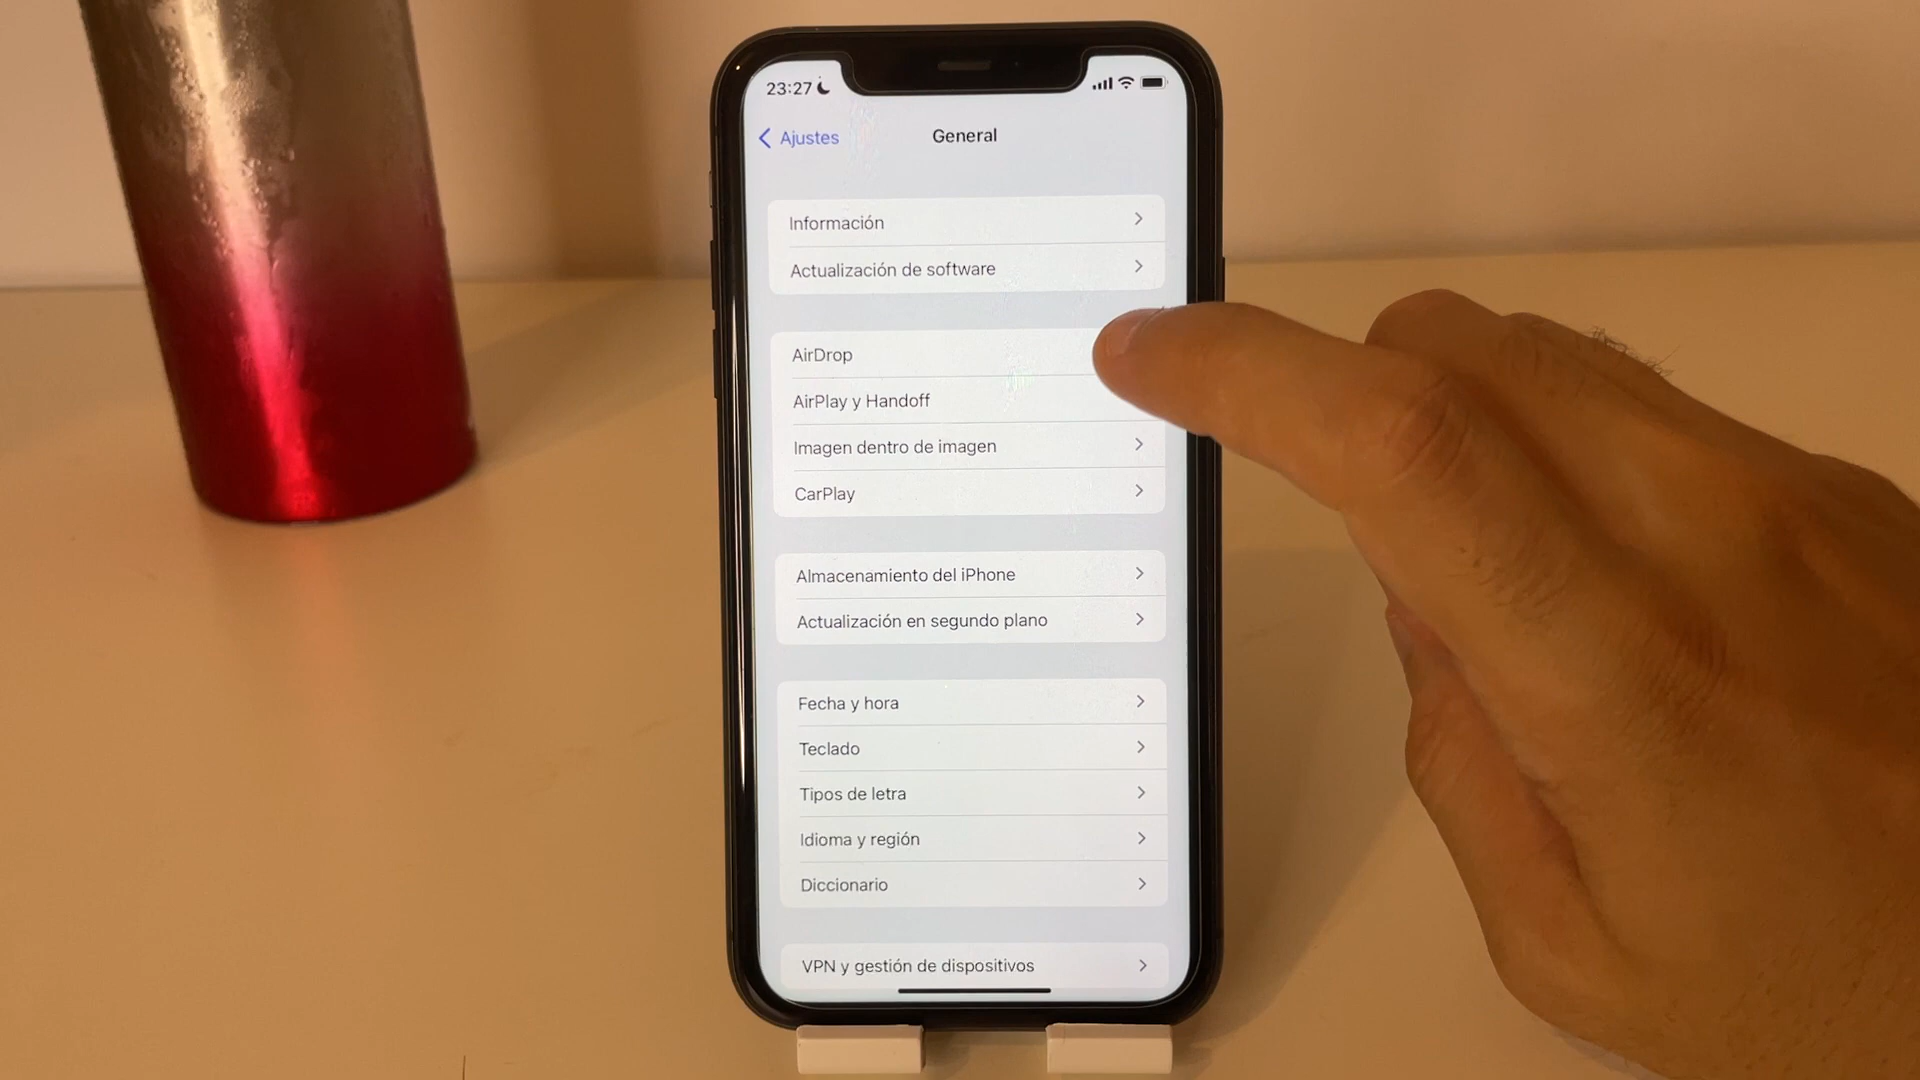 23:27
Ajustes
General
Información
Actualización de software
AirDrop
AirPlay y Handoff
Imagen dentro de imagen
CarPlay
Almacenamiento del iPhone
Actualización en segundo plano
Fecha y hora
Teclado
Tipos de letra
Idioma y región
Diccionario
VPN y gestión de dispositivos